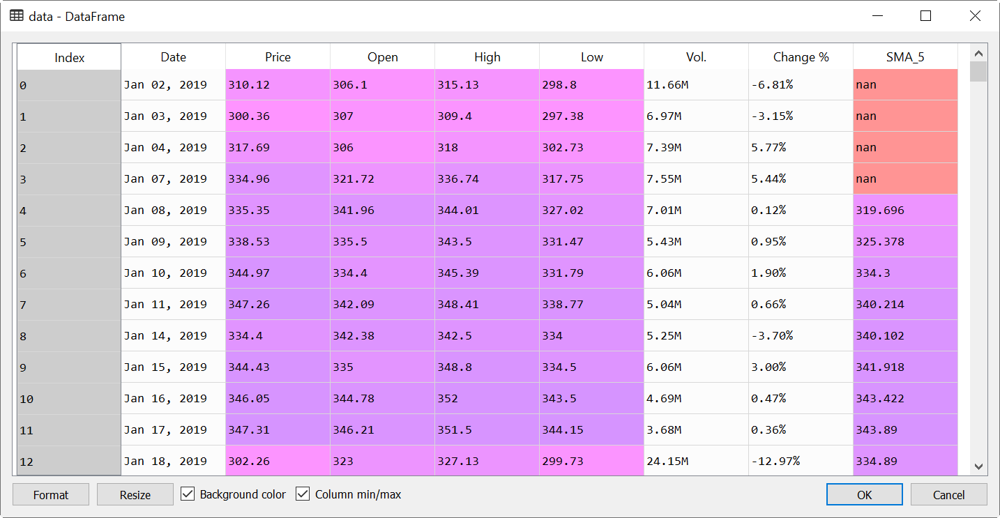 data - DataFrame
Index Date Price Open High Low Vol. Change % SMA_5
0 Jan 02, 2019 310.12 306.1 315.13 298.8 11.66M -6.81% nan
1 Jan 03, 2019 300.36 307 309.4 297.38 6.97M -3.15% nan
2 Jan 04, 2019 317.69 306 318 302.73 7.39M 5.77% nan
3 Jan 07, 2019 334.96 321.72 336.74 317.75 7.55M 5.44% nan
4 Jan 08, 2019 335.35 341.96 344.01 327.02 7.01M 0.12% 319.696
5 Jan 09, 2019 338.53 335.5 343.5 331.47 5.43M 0.95% 325.378
6 Jan 10, 2019 344.97 334.4 345.39 331.79 6.06M 1.90% 334.3
7 Jan 11, 2019 347.26 342.09 348.41 338.77 5.04M 0.66% 340.214
8 Jan 14, 2019 334.4 342.38 342.5 334 5.25M -3.70% 340.102
9 Jan 15, 2019 344.43 335 348.8 334.5 6.06M 3.00% 341.918
10 Jan 16, 2019 346.05 344.78 352 343.5 4.69M 0.47% 343.422
11 Jan 17, 2019 347.31 346.21 351.5 344.15 3.68M 0.36% 343.89
12 Jan 18, 2019 302.26 323 327.13 299.73 24.15M -12.97% 334.89
Format Resize Background color Column min/max OK Cancel